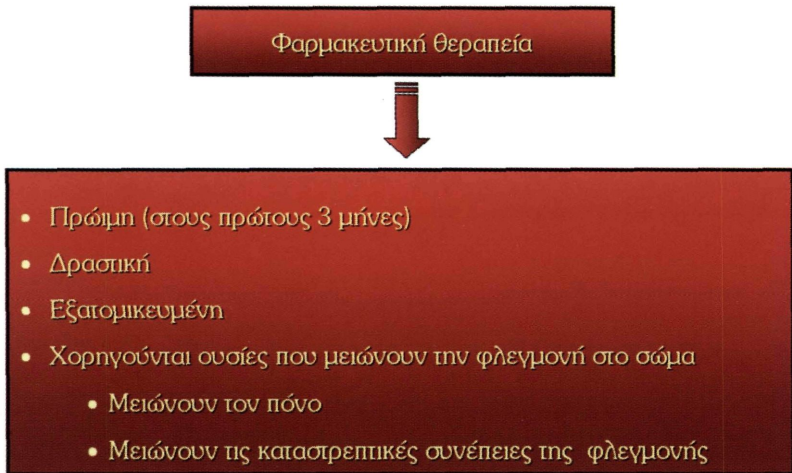 Φαρμακευτική θεραπεία
• Πρώιμη (στους πρώτους 3 μήνες)
• Δραστική
• Εξατομικευμένη
• Χορηγούνται ουσίες που μειώνουν την φλεγμονή στο σώμα
• Μειώνουν τον πόνο
• Μειώνουν τις καταστρεπτικές συνέπειες της φλεγμονής